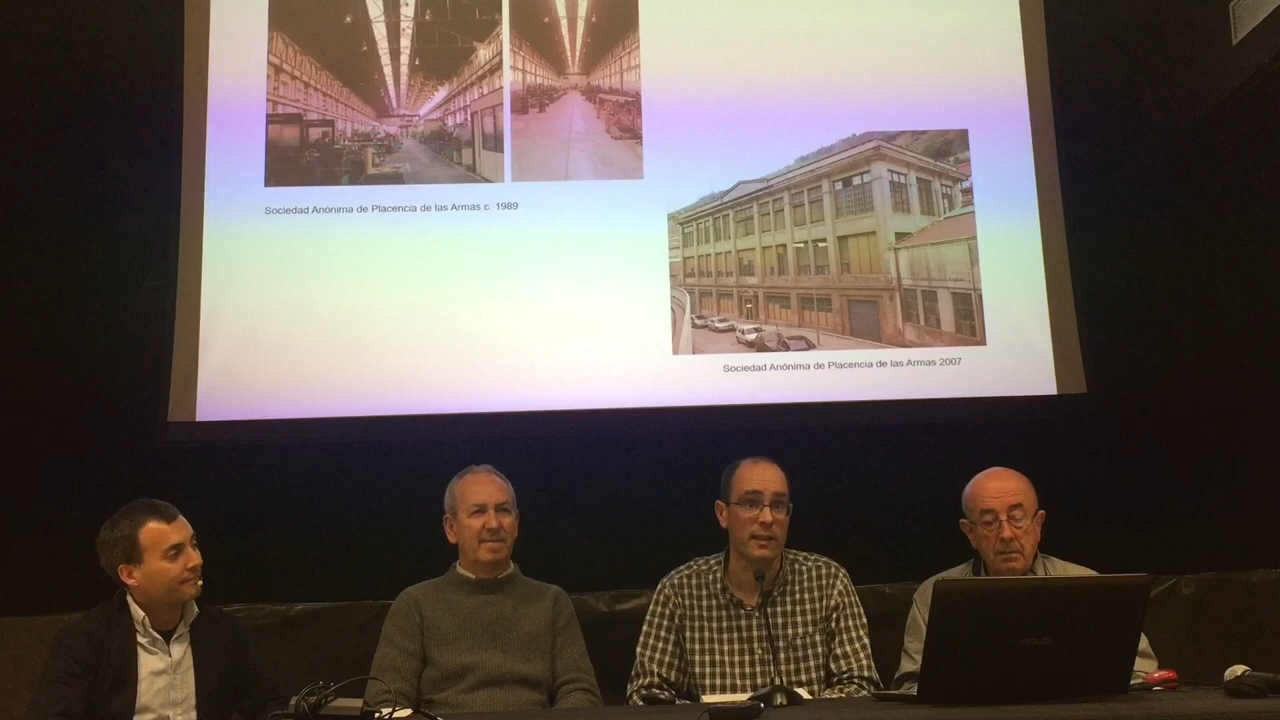 Sociedad Anónima de Placencia de las Armas c. 1989
Sociedad Anónima de Placencia de las Armas 2007